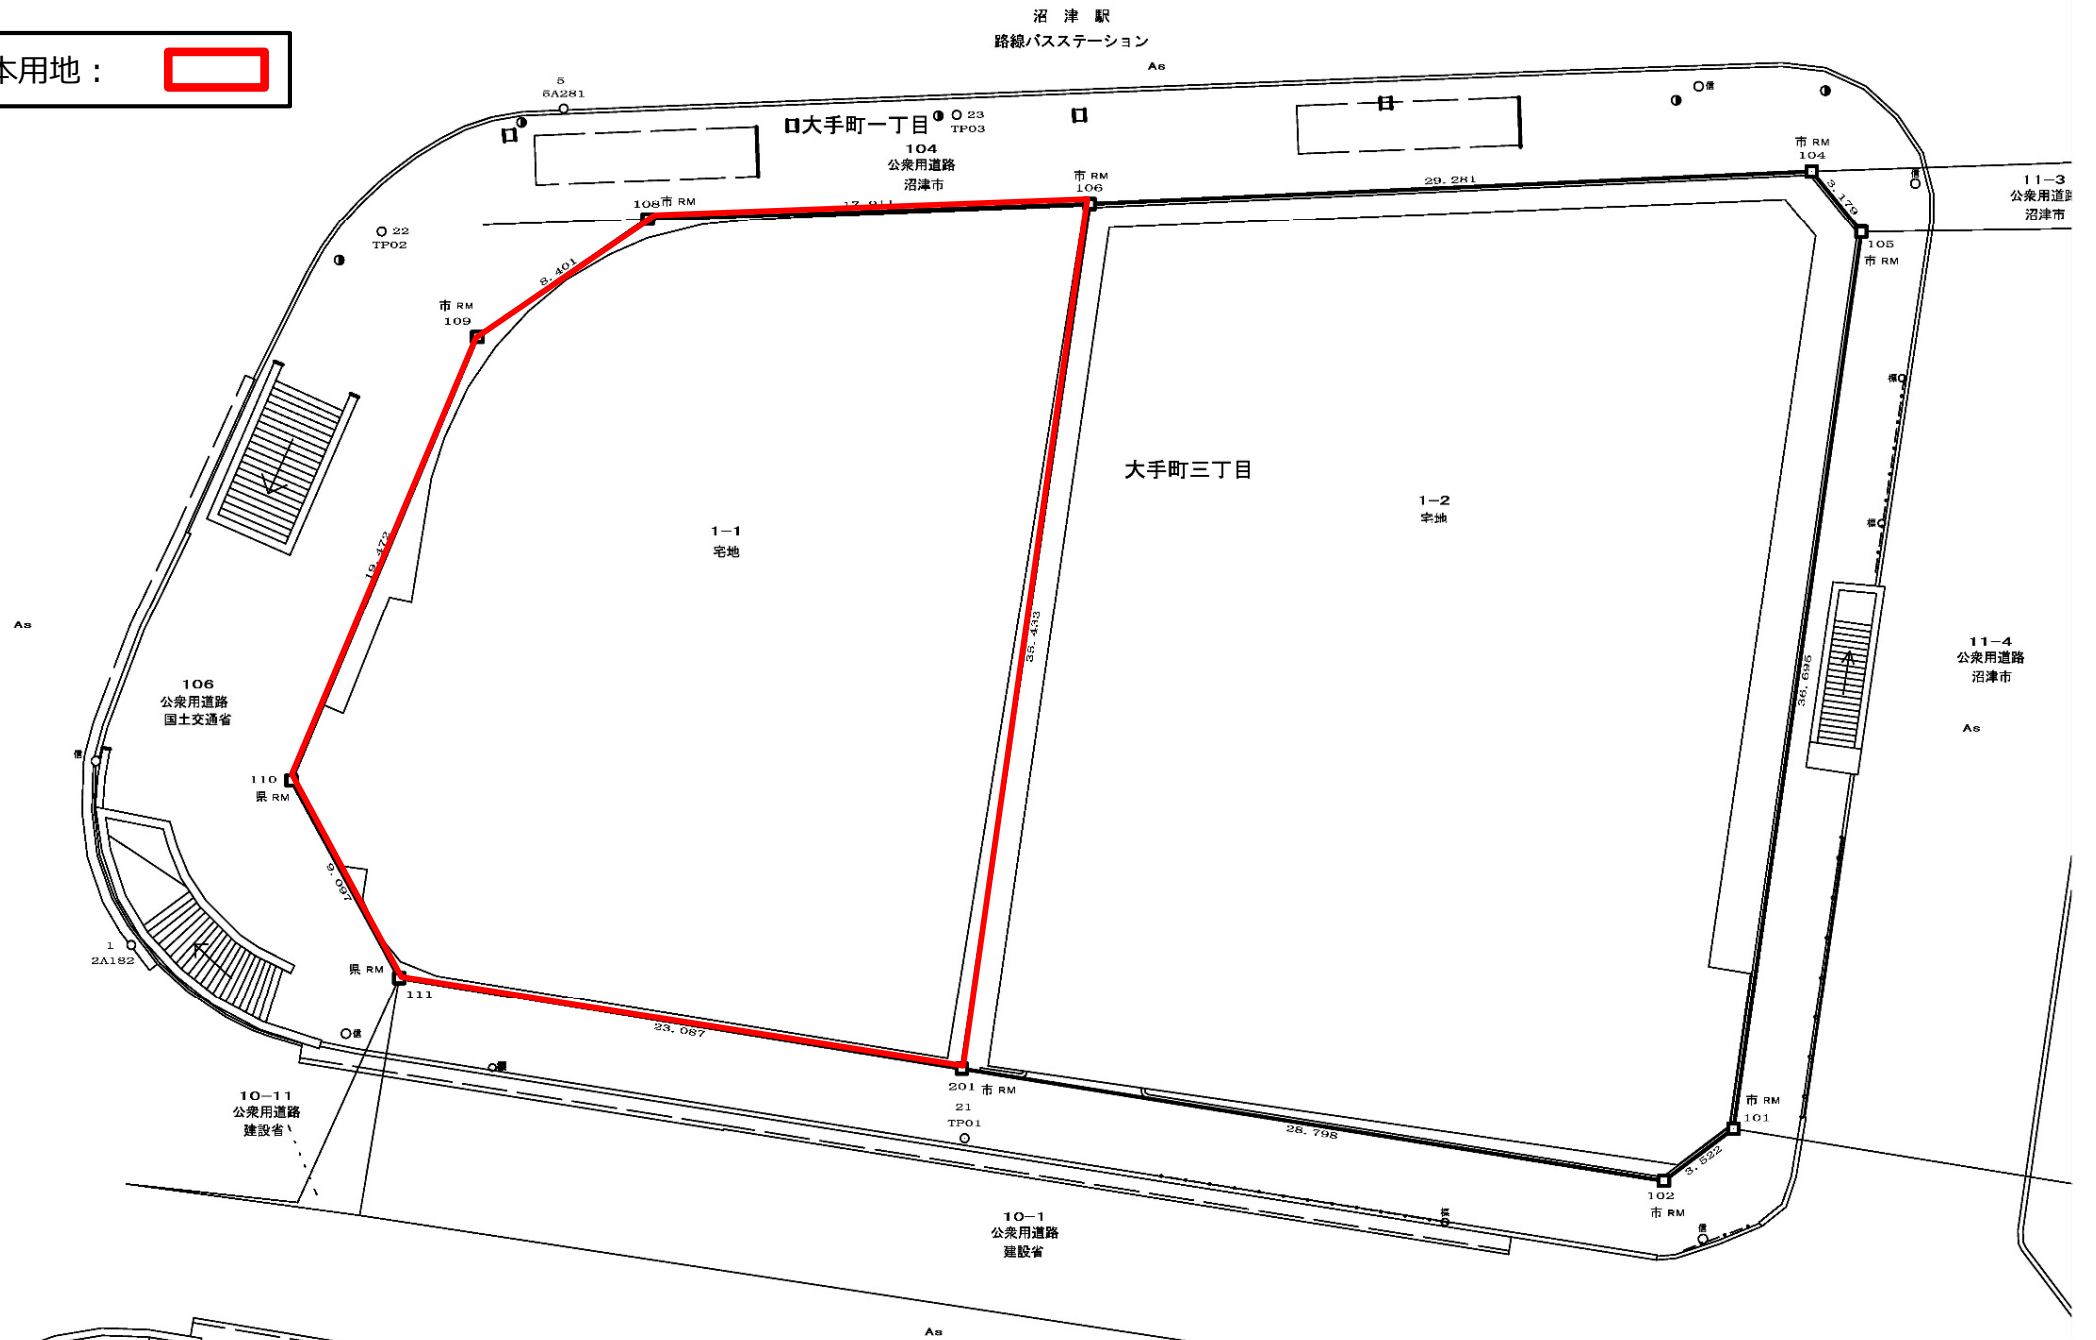 沼津駅
路線バスステーション
As
本用地：
5
5A281
大手町一丁目
23
TP03
104
公衆用道路
沼津市
信
市 RM
104
市 RM
106
29.281
3.179
11-3
公衆用道路
沼津市
信
108 市 RM
22
TP02
8.401
105
市 RM
市 RM
109
大手町三丁目
1-2
宅地
1-1
宅地
19.472
35.433
36.695
As
106
公衆用道路
国土交通省
11-4
公衆用道路
沼津市
As
信
110
県 RM
9.097
1
2A182
県 RM
111
23.087
信
201 市 RM
21
TP01
10-11
公衆用道路
建設省
28.798
市 RM
101
3.522
102
市 RM
信
10-1
公衆用道路
建設省
As